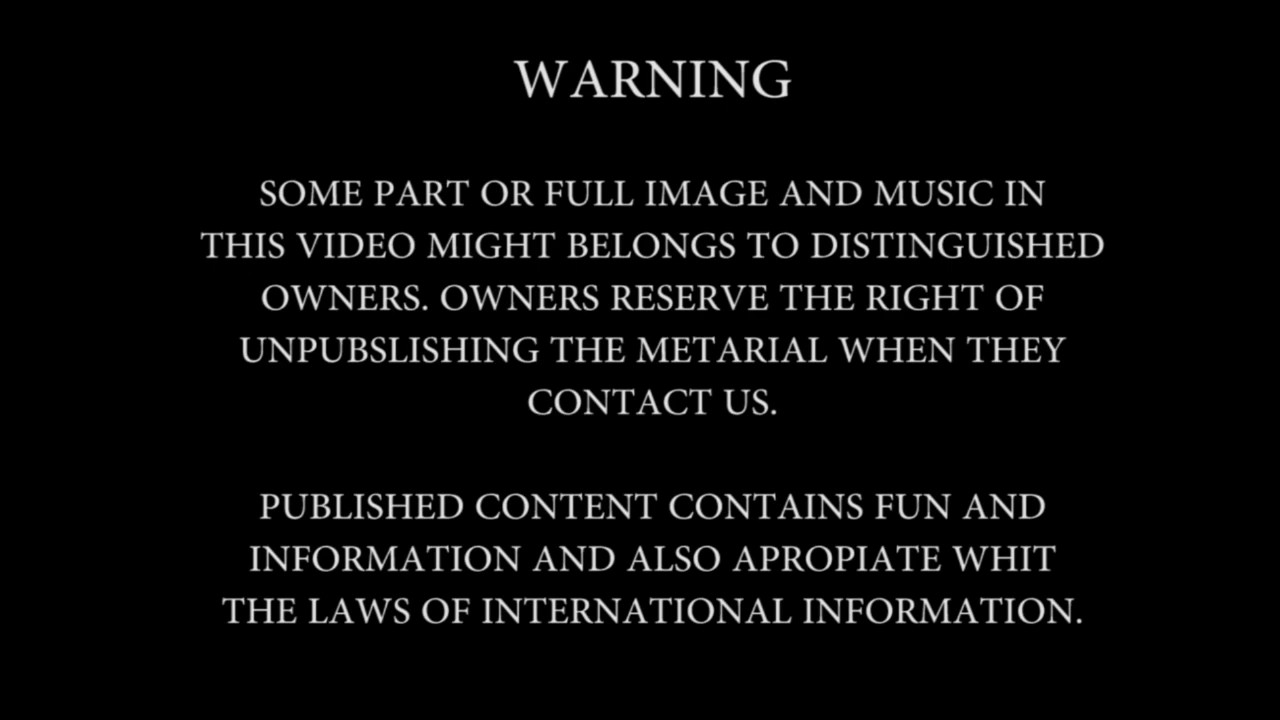 WARNING
SOME PART OR FULL IMAGE AND MUSIC IN
THIS VIDEO MIGHT BELONGS TO DISTINGUISHED
OWNERS. OWNERS RESERVE THE RIGHT OF
UNPUBSLISHING THE METARIAL WHEN THEY
CONTACT US.
PUBLISHED CONTENT CONTAINS FUN AND
INFORMATION AND ALSO APROPIATE WHIT
THE LAWS OF INTERNATIONAL INFORMATION.